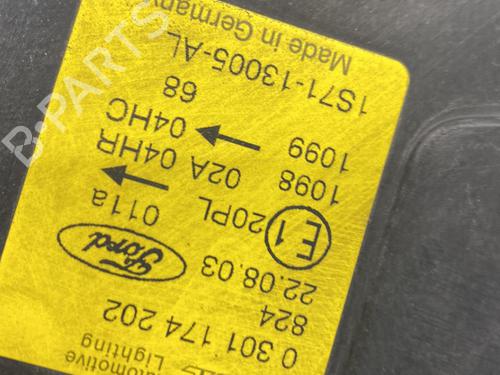 Automotive
Lighting
0 301 174 202
824
22.08.03
Ford
E1
20PL
011a
1098
02A 04HR
1099
04HC
68
1S71-13005-AL
Made in Germany
B-PARTS